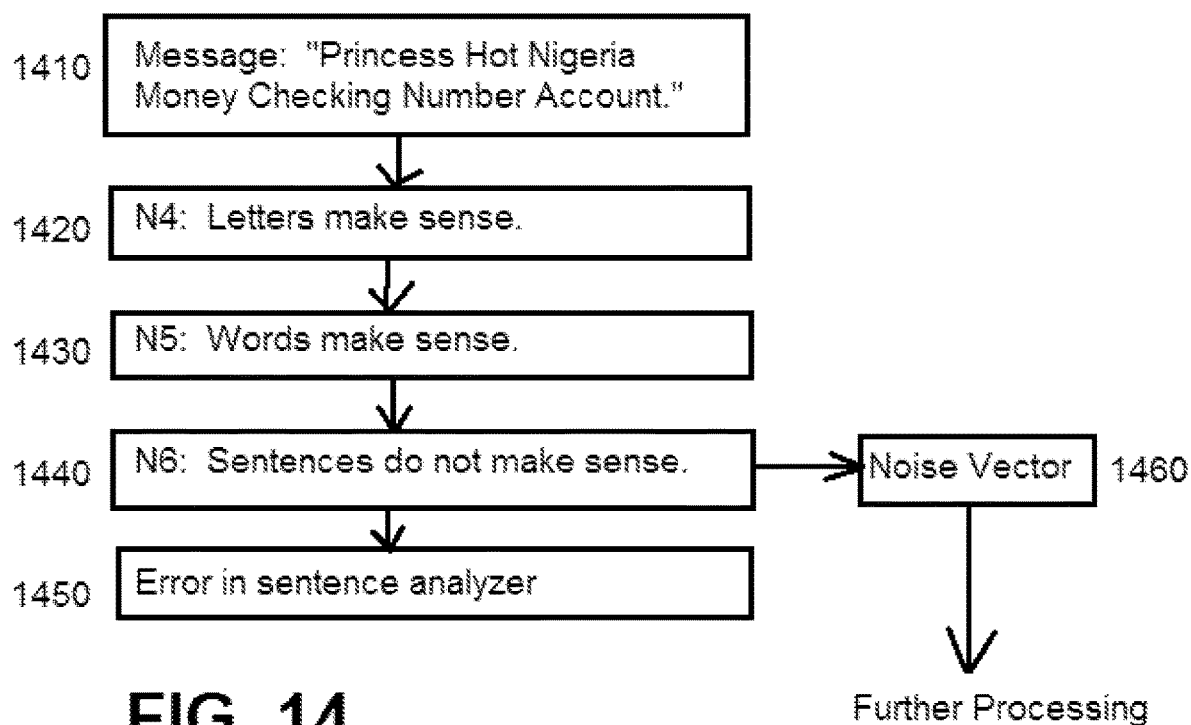 1410
Message: "Princess Hot Nigeria
Money Checking Number Account."
1420
N4: Letters make sense.
1430
N5: Words make sense.
1440
N6: Sentences do not make sense.
Noise Vector
1460
1450
Error in sentence analyzer
FIG. 14
Further Processing